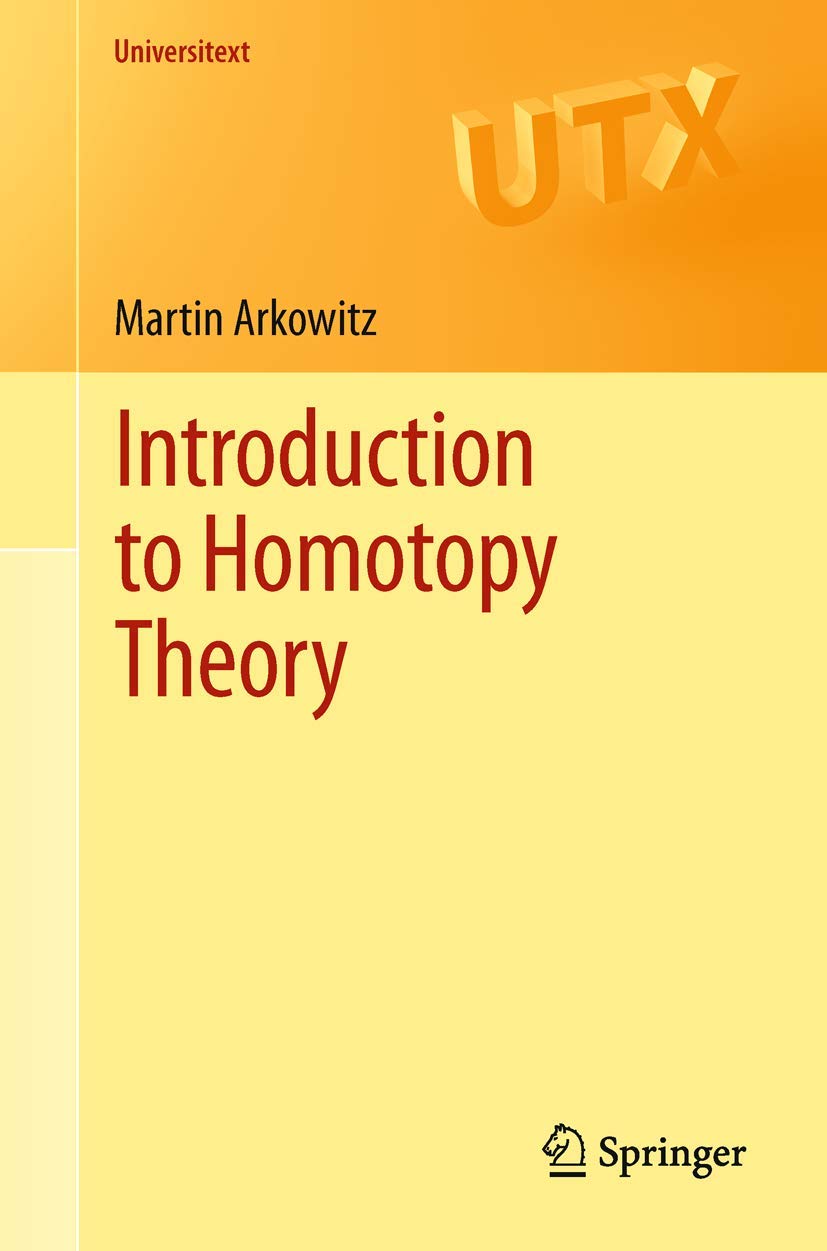 Universitext
UTX
Martin Arkowitz
Introduction
to Homotopy
Theory
Springer